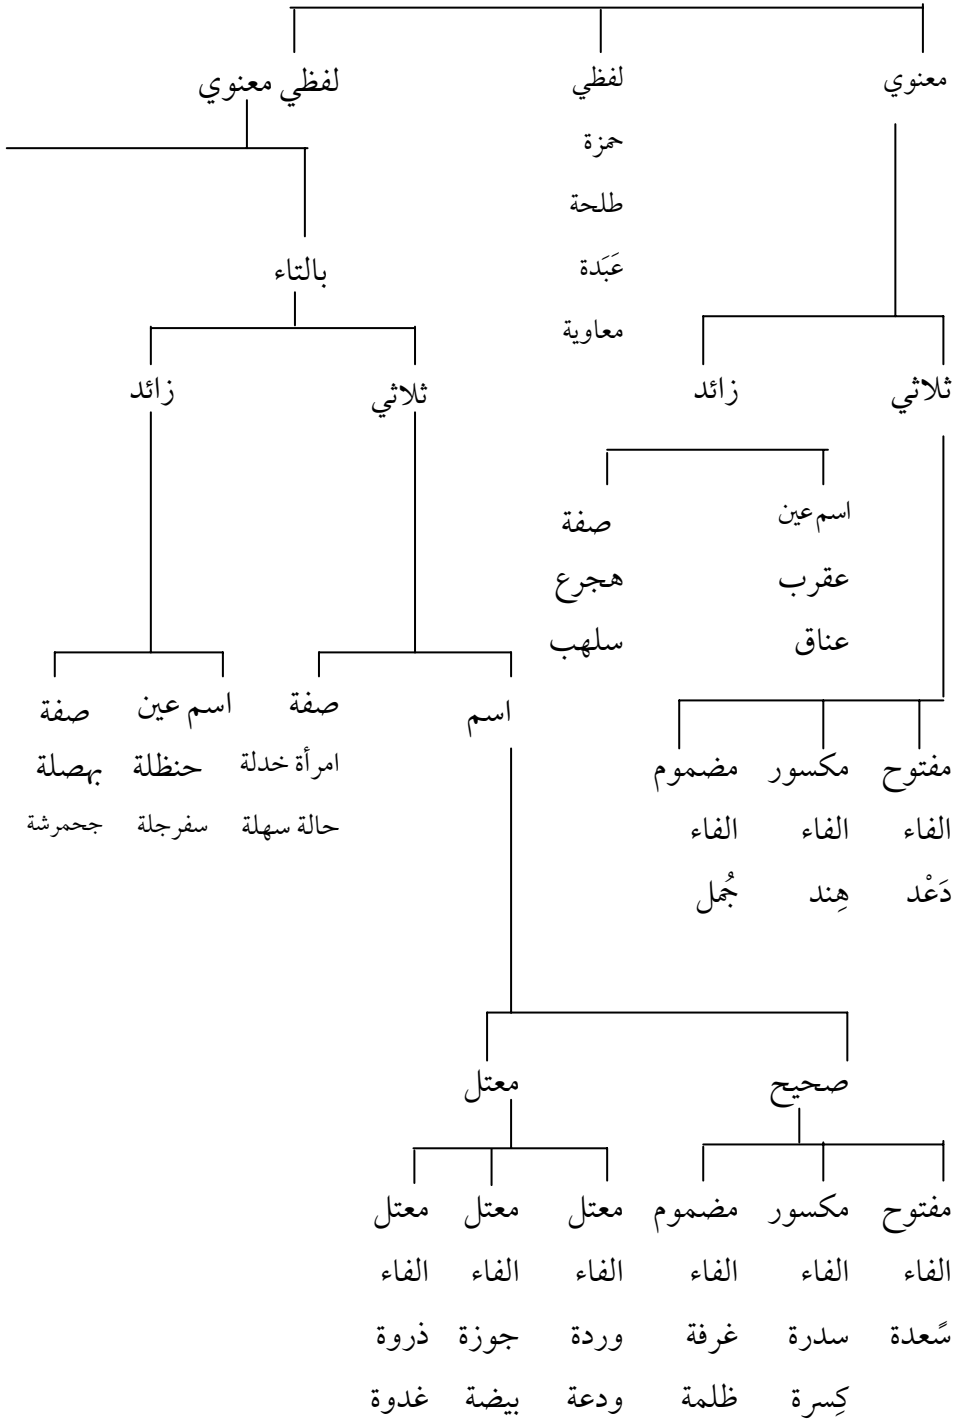 معنوي لفظي لفظي معنوي
حمزة
طلحة
عَبَدة
بالتاء
معاوية
ثلاثي زائد ثلاثي زائد
اسم عين صفة
عقرب هجرع
عناق سلهب
اسم صفة اسم عين صفة
مفتوح مكسور مضموم امرأة خدلة حنظلة بهصلة
الفاء الفاء الفاء حالة سهلة سفرجلة جحمرشة
دَعْد هِند جُمل
صحيح معتل
مفتوح مكسور مضموم معتل معتل معتل
الفاء الفاء الفاء الفاء الفاء الفاء
سًعدة سدرة غرفة وردة جوزة ذروة
كِسرة ظلمة ودعة بيضة غدوة